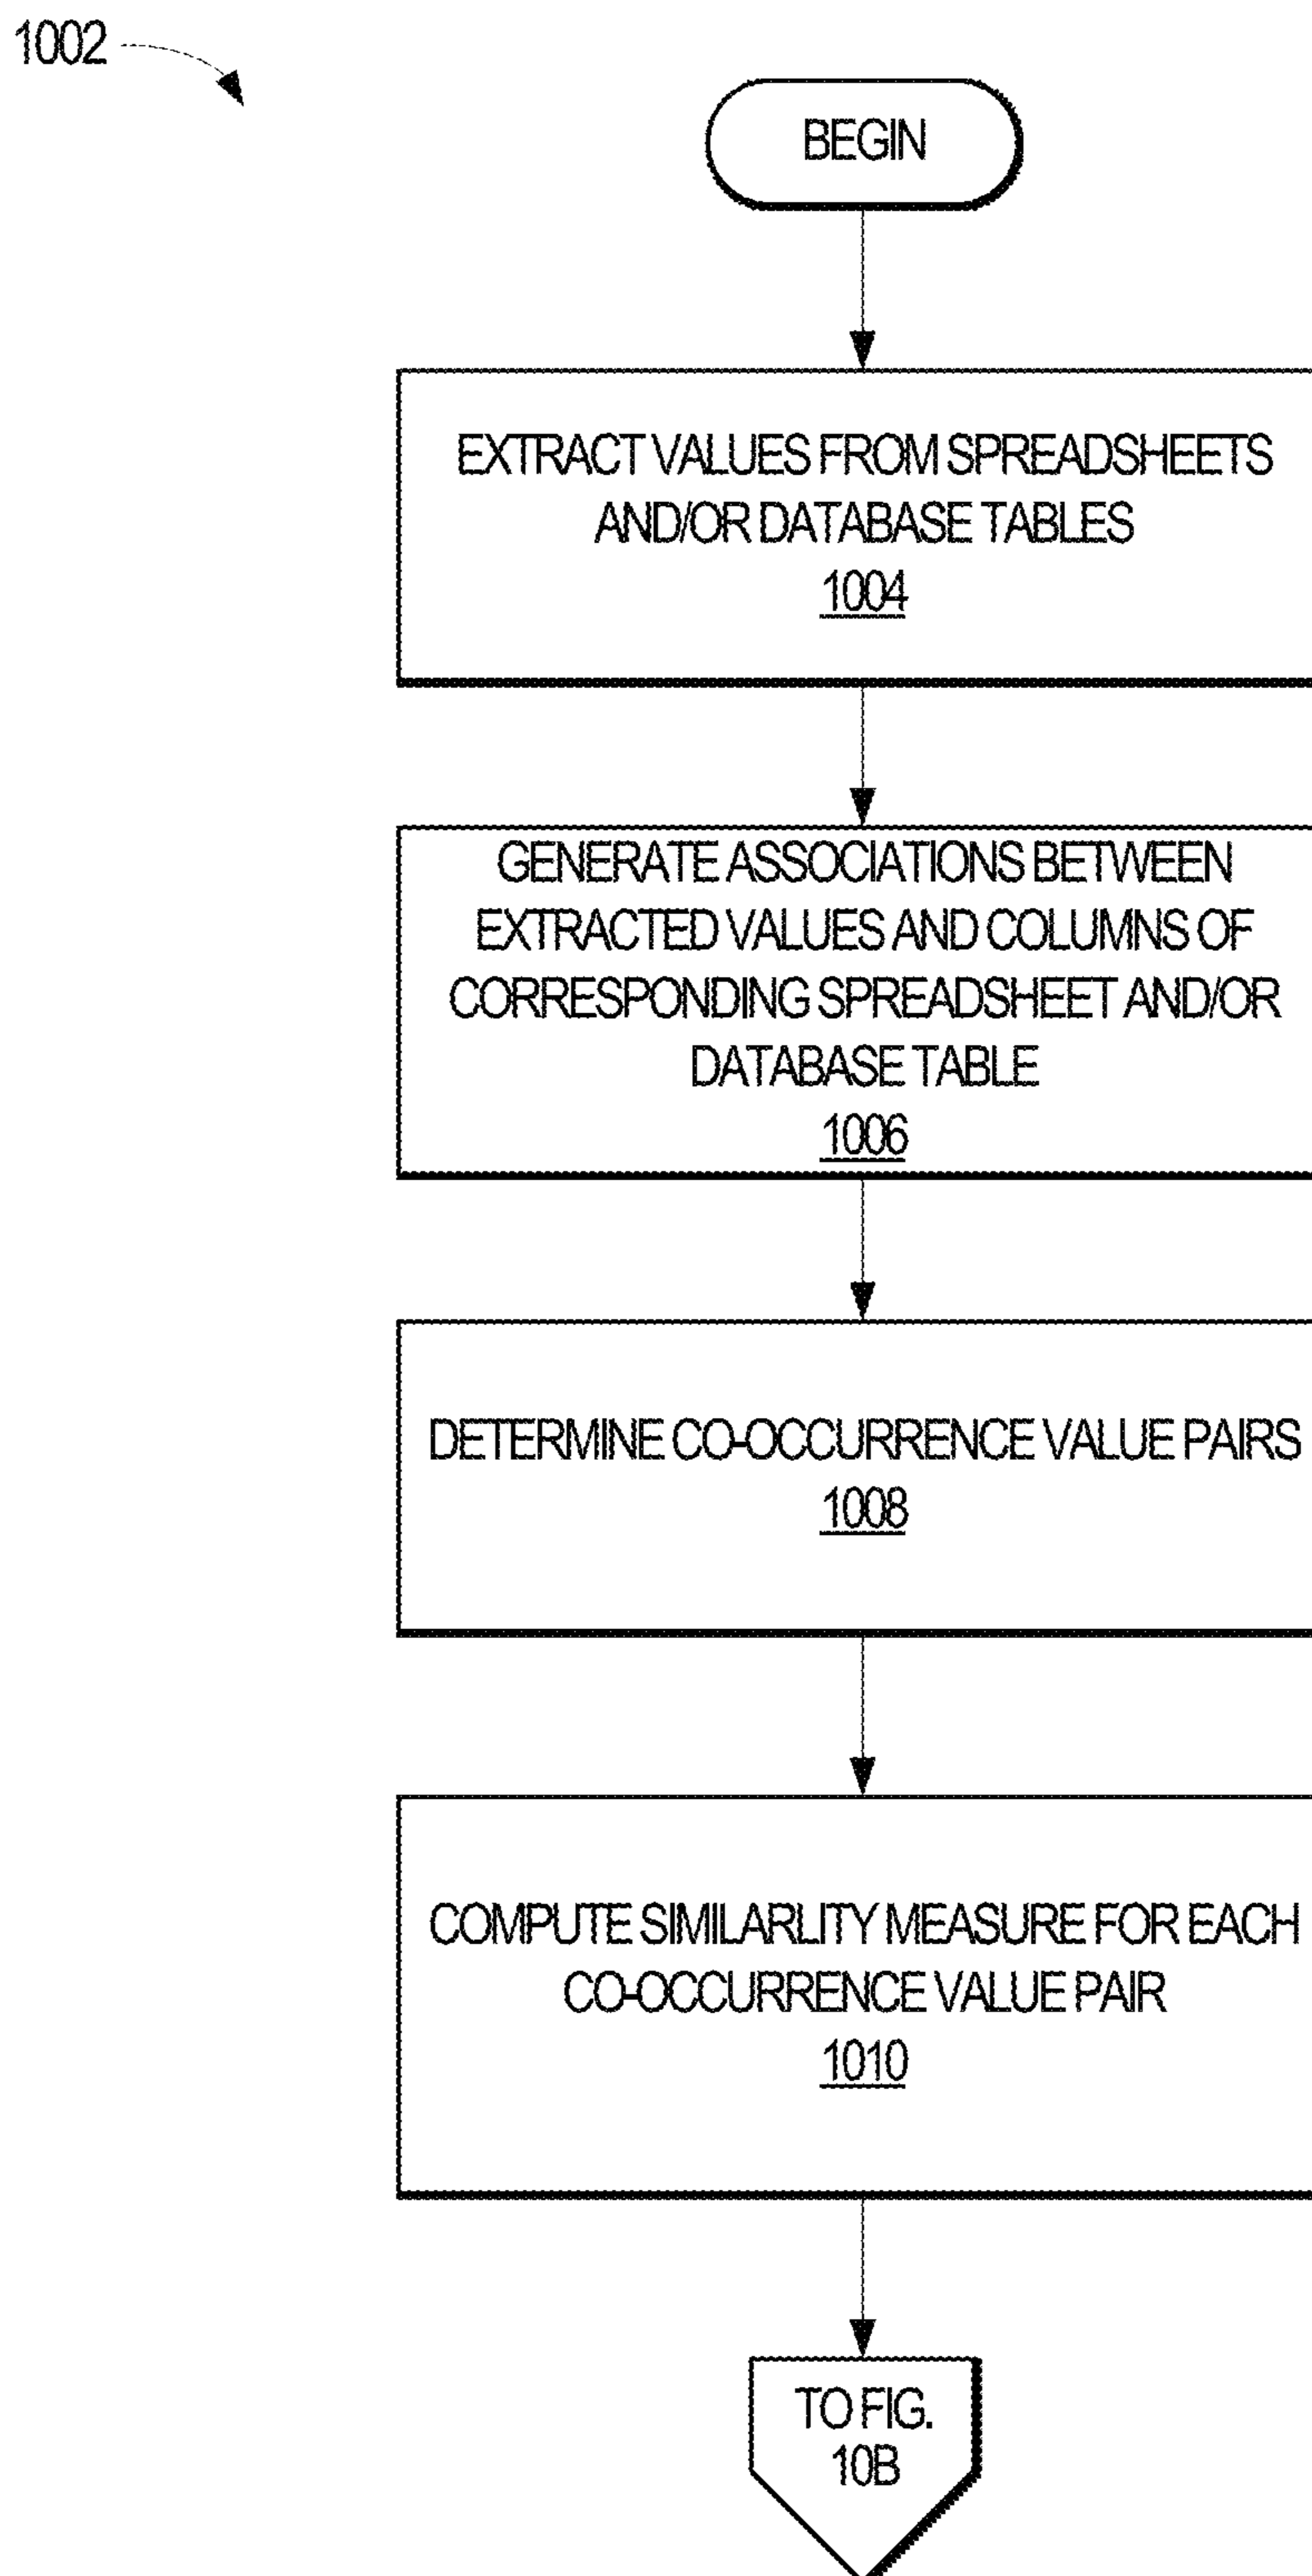 1002
BEGIN
EXTRACT VALUES FROM SPREADSHEETS
AND/OR DATABASE TABLES
1004
GENERATE ASSOCIATIONS BETWEEN
EXTRACTED VALUES AND COLUMNS OF
CORRESPONDING SPREADSHEET AND/OR
DATABASE TABLE
1006
DETERMINE CO-OCCURRENCE VALUE PAIRS
1008
COMPUTE SIMILARLITY MEASURE FOR EACH
CO-OCCURRENCE VALUE PAIR
1010
TO FIG.
10B